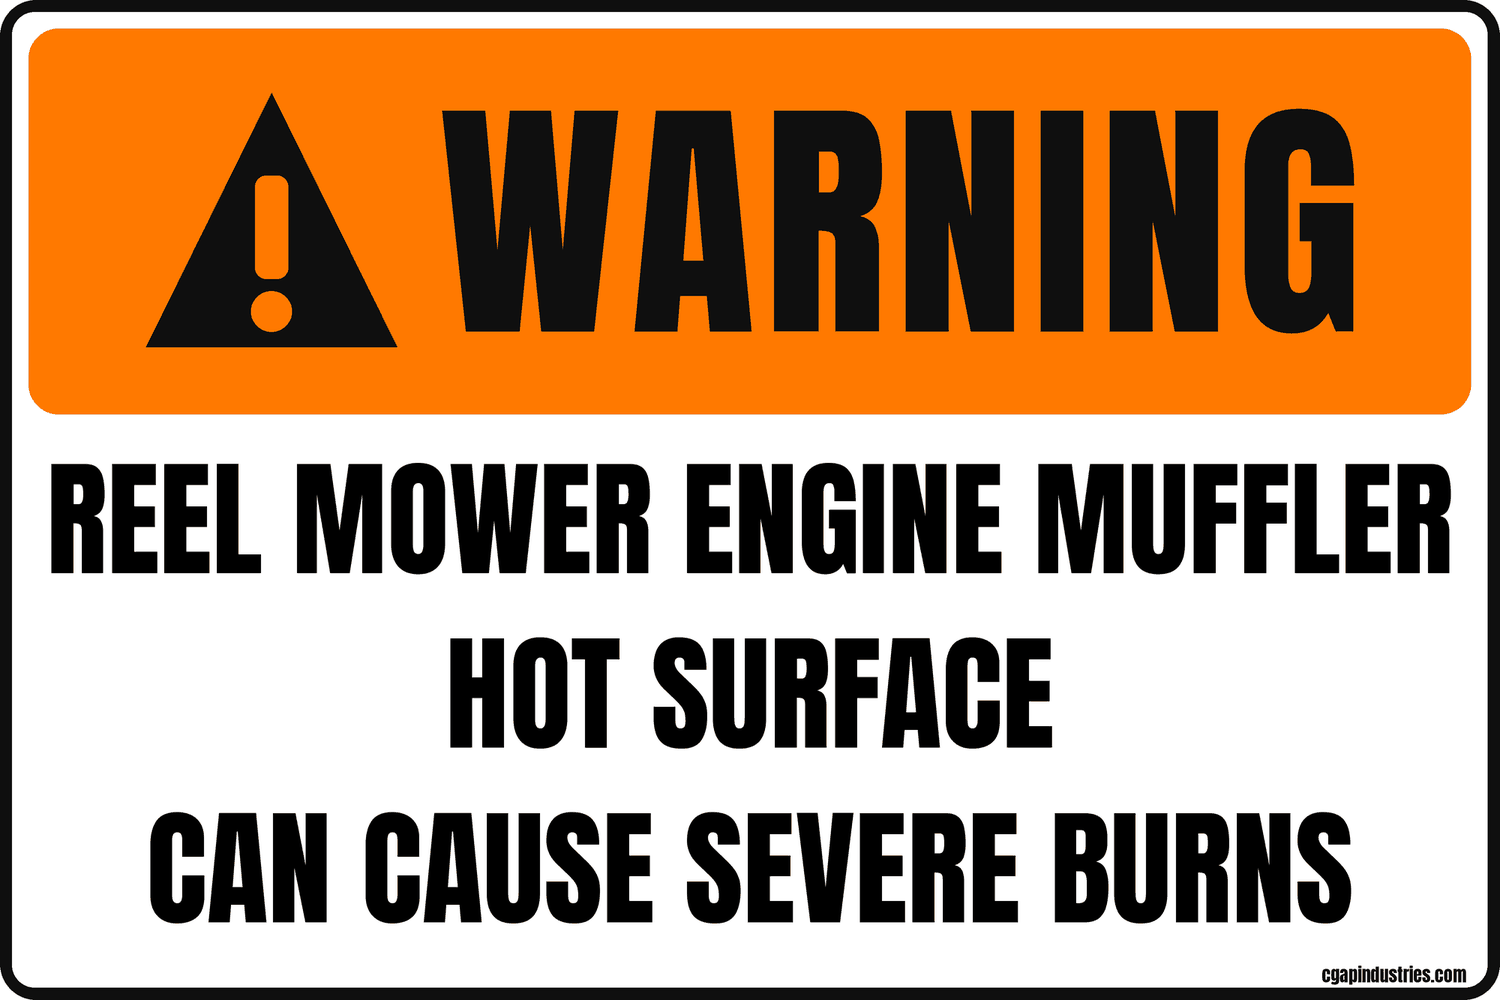 WARNING
REEL MOWER ENGINE MUFFLER
HOT SURFACE
CAN CAUSE SEVERE BURNS
cgapindustries.com